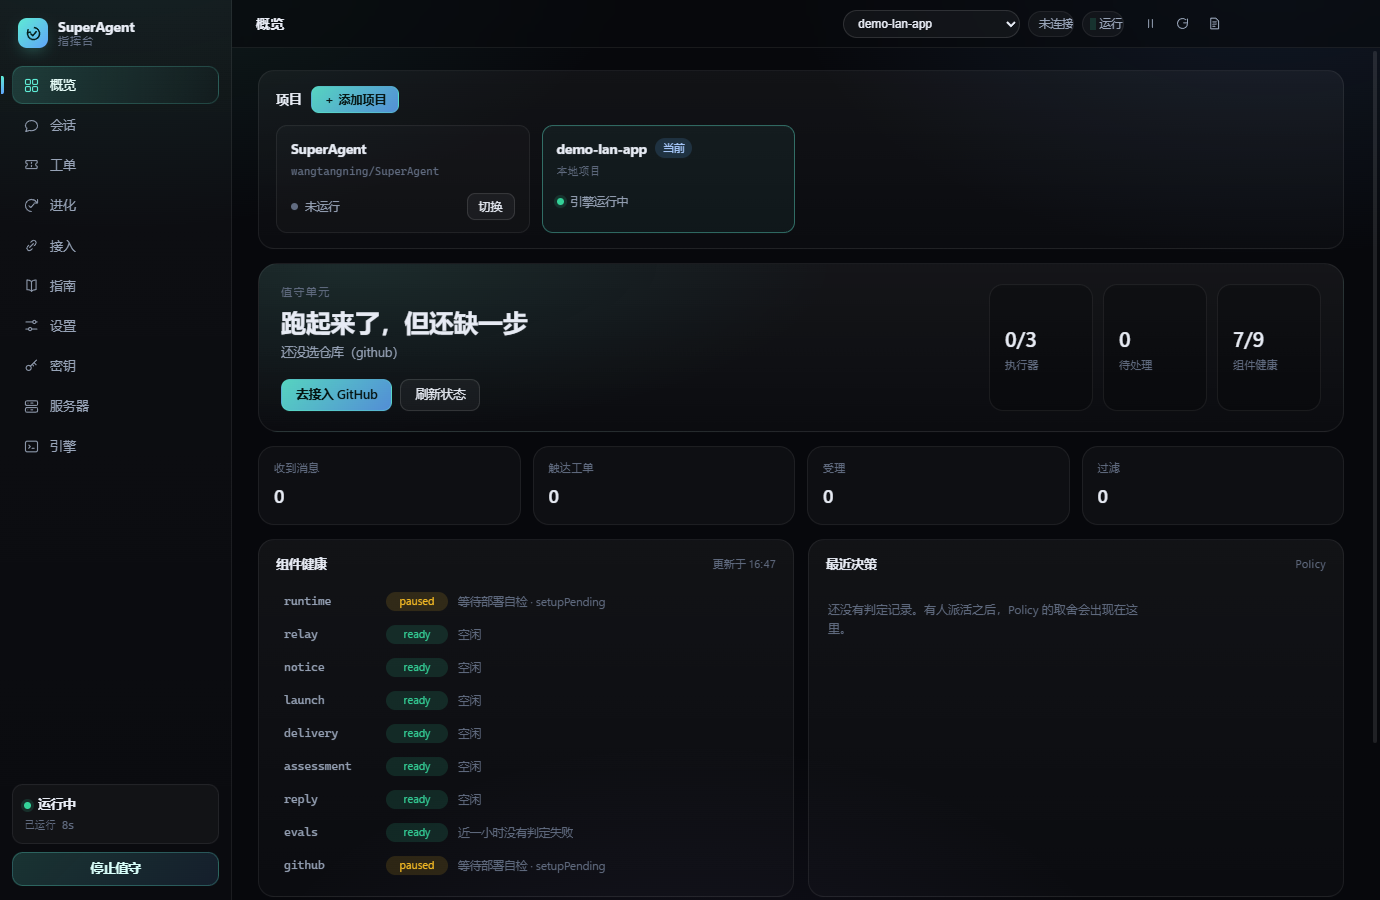 SuperAgent
指挥台
概览
会话
工单
进化
接入
指南
设置
密钥
服务器
引擎
运行中
已运行 8s
停止值守
概览
demo-lan-app
未连接
运行
项目
+ 添加项目
SuperAgent
wangtangning/SuperAgent
未运行
切换
demo-lan-app 当前
本地项目
引擎运行中
值守单元
跑起来了，但还缺一步
还没选仓库（github）
去接入 GitHub
刷新状态
0/3
执行器
0
待处理
7/9
组件健康
收到消息
0
触达工单
0
受理
0
过滤
0
组件健康
更新于 16:47
runtime paused 等待部署自检 · setupPending
relay ready 空闲
notice ready 空闲
launch ready 空闲
delivery ready 空闲
assessment ready 空闲
reply ready 空闲
evals ready 近一小时没有判定失败
github paused 等待部署自检 · setupPending
最近决策
Policy
还没有判定记录。有人派活之后，Policy 的取舍会出现在这
里。